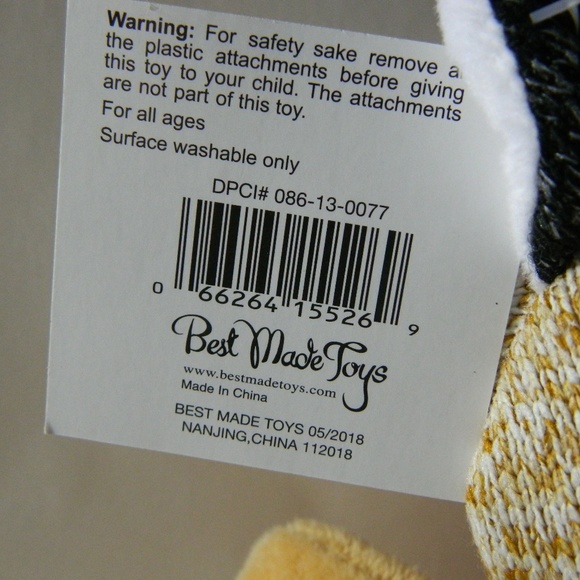 Warning: For safety sake remove
the plastic attachments before giving
this toy to your child. The attachments
are not part of this toy.
For all ages
Surface washable only
DPCI# 086-13-0077
0 66264 15526 9
Best Made Toys
www.bestmadetoys.com
Made In China
BEST MADE TOYS 05/2018
NANJING,CHINA 112018